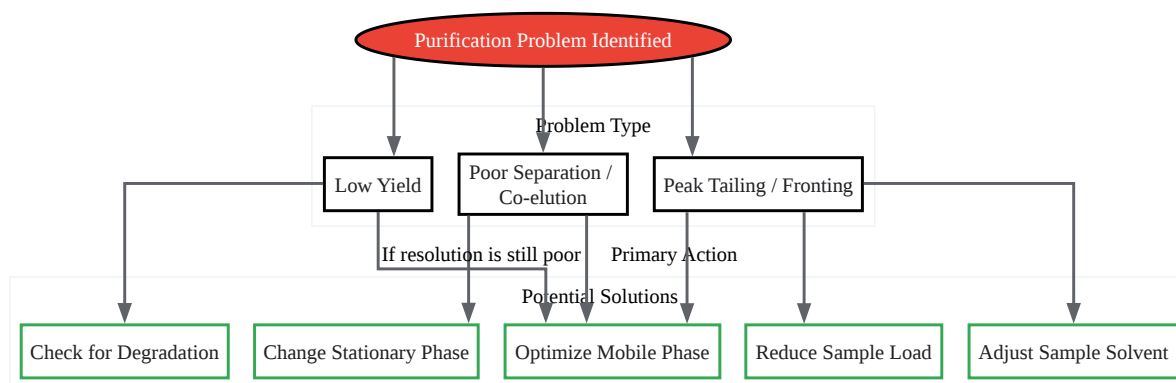 Purification Problem Identified
Problem Type
Low Yield
Poor Separation /
Co-elution
Peak Tailing / Fronting
If resolution is still poor
Primary Action
Potential Solutions
Check for Degradation
Change Stationary Phase
Optimize Mobile Phase
Reduce Sample Load
Adjust Sample Solvent